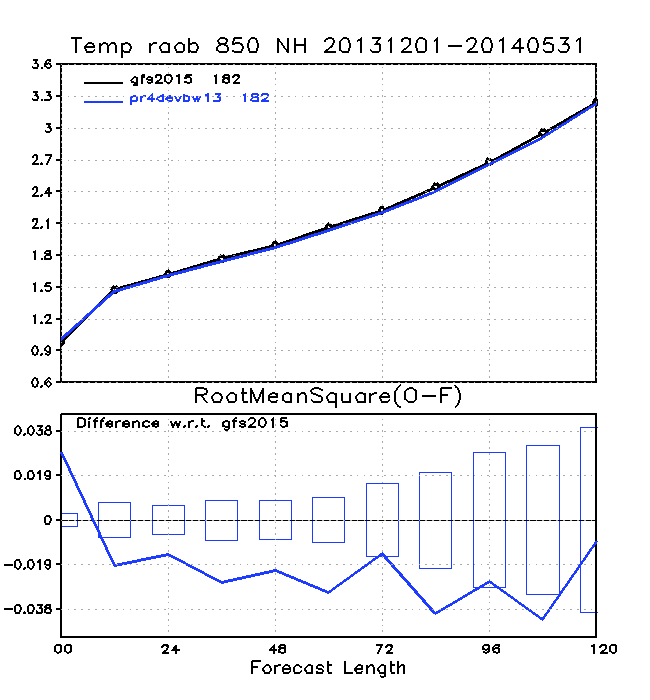 Temp raob 850 NH 20131201-20140531
3.6
gfs2015 182
3.3
pr4devbw13 182
3
2.7
2.4
2.1
1.8
1.5
1.2
0.9
0.6
RootMeanSquare(O-F)
Difference w.r.t. gfs2015
0.038
0.019
0
-0.019
-0.038
00 24 48 72 96 120
Forecast Length